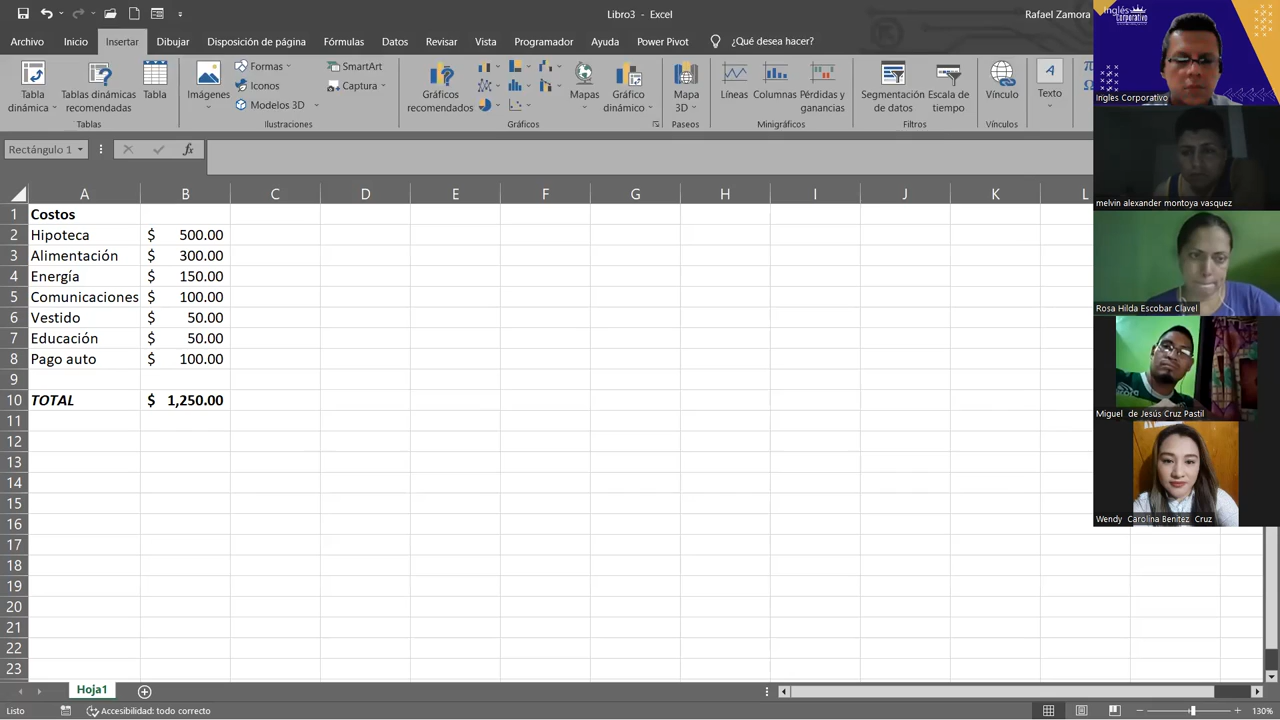 Libro3 - Excel
Rafael Zamora
Archivo Inicio Insertar Dibujar Disposición de página Fórmulas Datos Revisar Vista Programador Ayuda Power Pivot ¿Qué desea hacer?
Tabla dinámica
Tablas dinámicas recomendadas
Tabla
Tablas
Imágenes
Formas
Iconos
Modelos 3D
SmartArt
Captura
Ilustraciones
Gráficos recomendados
Mapas
Gráfico dinámico
Gráficos
Mapa 3D
Paseos
Líneas
Columnas
Pérdidas y ganancias
Minigráficos
Segmentación de datos
Escala de tiempo
Filtros
Vínculo
Vínculos
Texto
Rectángulo 1
fx
A B C D E F G H I J K L
1 Costos
2 Hipoteca $ 500.00
3 Alimentación $ 300.00
4 Energía $ 150.00
5 Comunicaciones $ 100.00
6 Vestido $ 50.00
7 Educación $ 50.00
8 Pago auto $ 100.00
9
10 TOTAL $ 1,250.00
11
12
13
14
15
16
17
18
19
20
21
22
23
Hoja1
Listo
Accesibilidad: todo correcto
130%
Inglés Corporativo
Ingles Corporativo
melvin alexander montoya vasquez
Rosa Hilda Escobar Clavel
Miguel de Jesús Cruz Pastil
Wendy Carolina Benitez Cruz